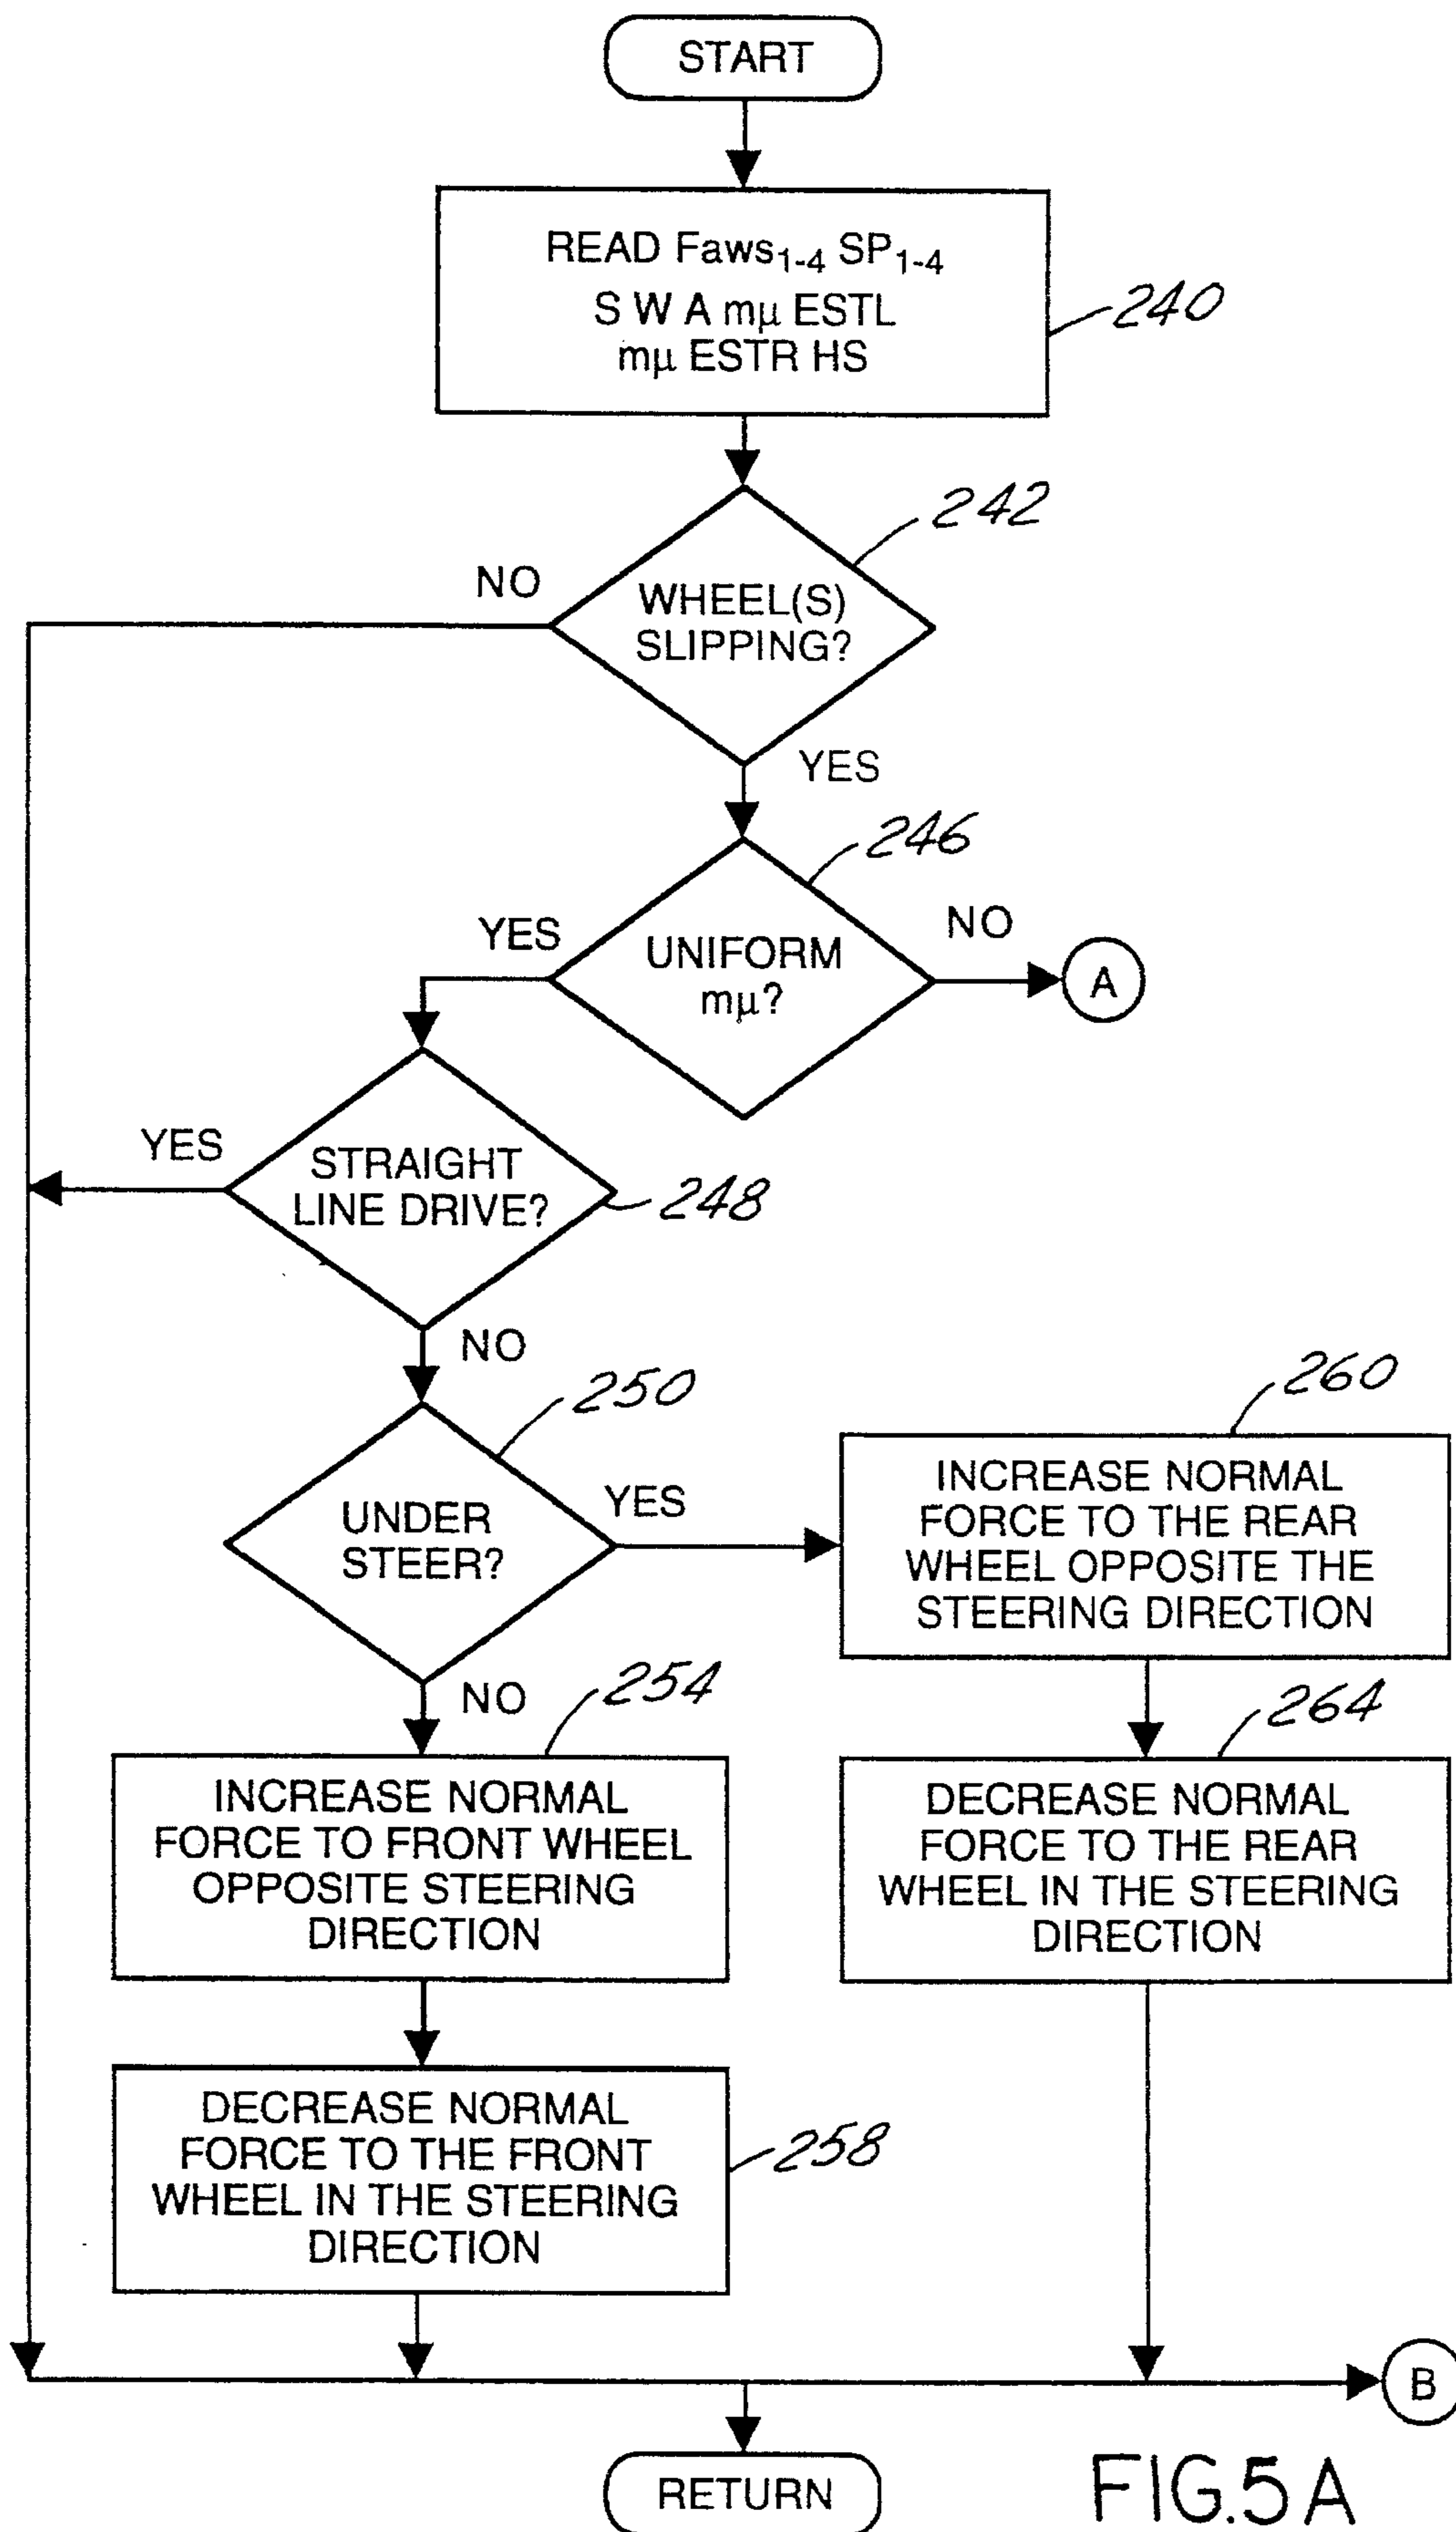 START
READ Faws₁₋₄ SP₁₋₄
S W A mμ ESTL
mμ ESTR HS
240
242
NO
WHEEL(S)
SLIPPING?
YES
246
YES
UNIFORM
mμ?
NO
A
YES
STRAIGHT
LINE DRIVE?
248
NO
250
UNDER
STEER?
YES
260
INCREASE NORMAL
FORCE TO THE REAR
WHEEL OPPOSITE THE
STEERING DIRECTION
NO
254
INCREASE NORMAL
FORCE TO FRONT WHEEL
OPPOSITE STEERING
DIRECTION
264
DECREASE NORMAL
FORCE TO THE REAR
WHEEL IN THE STEERING
DIRECTION
DECREASE NORMAL
FORCE TO THE FRONT
WHEEL IN THE STEERING
DIRECTION
258
B
RETURN
FIG.5A